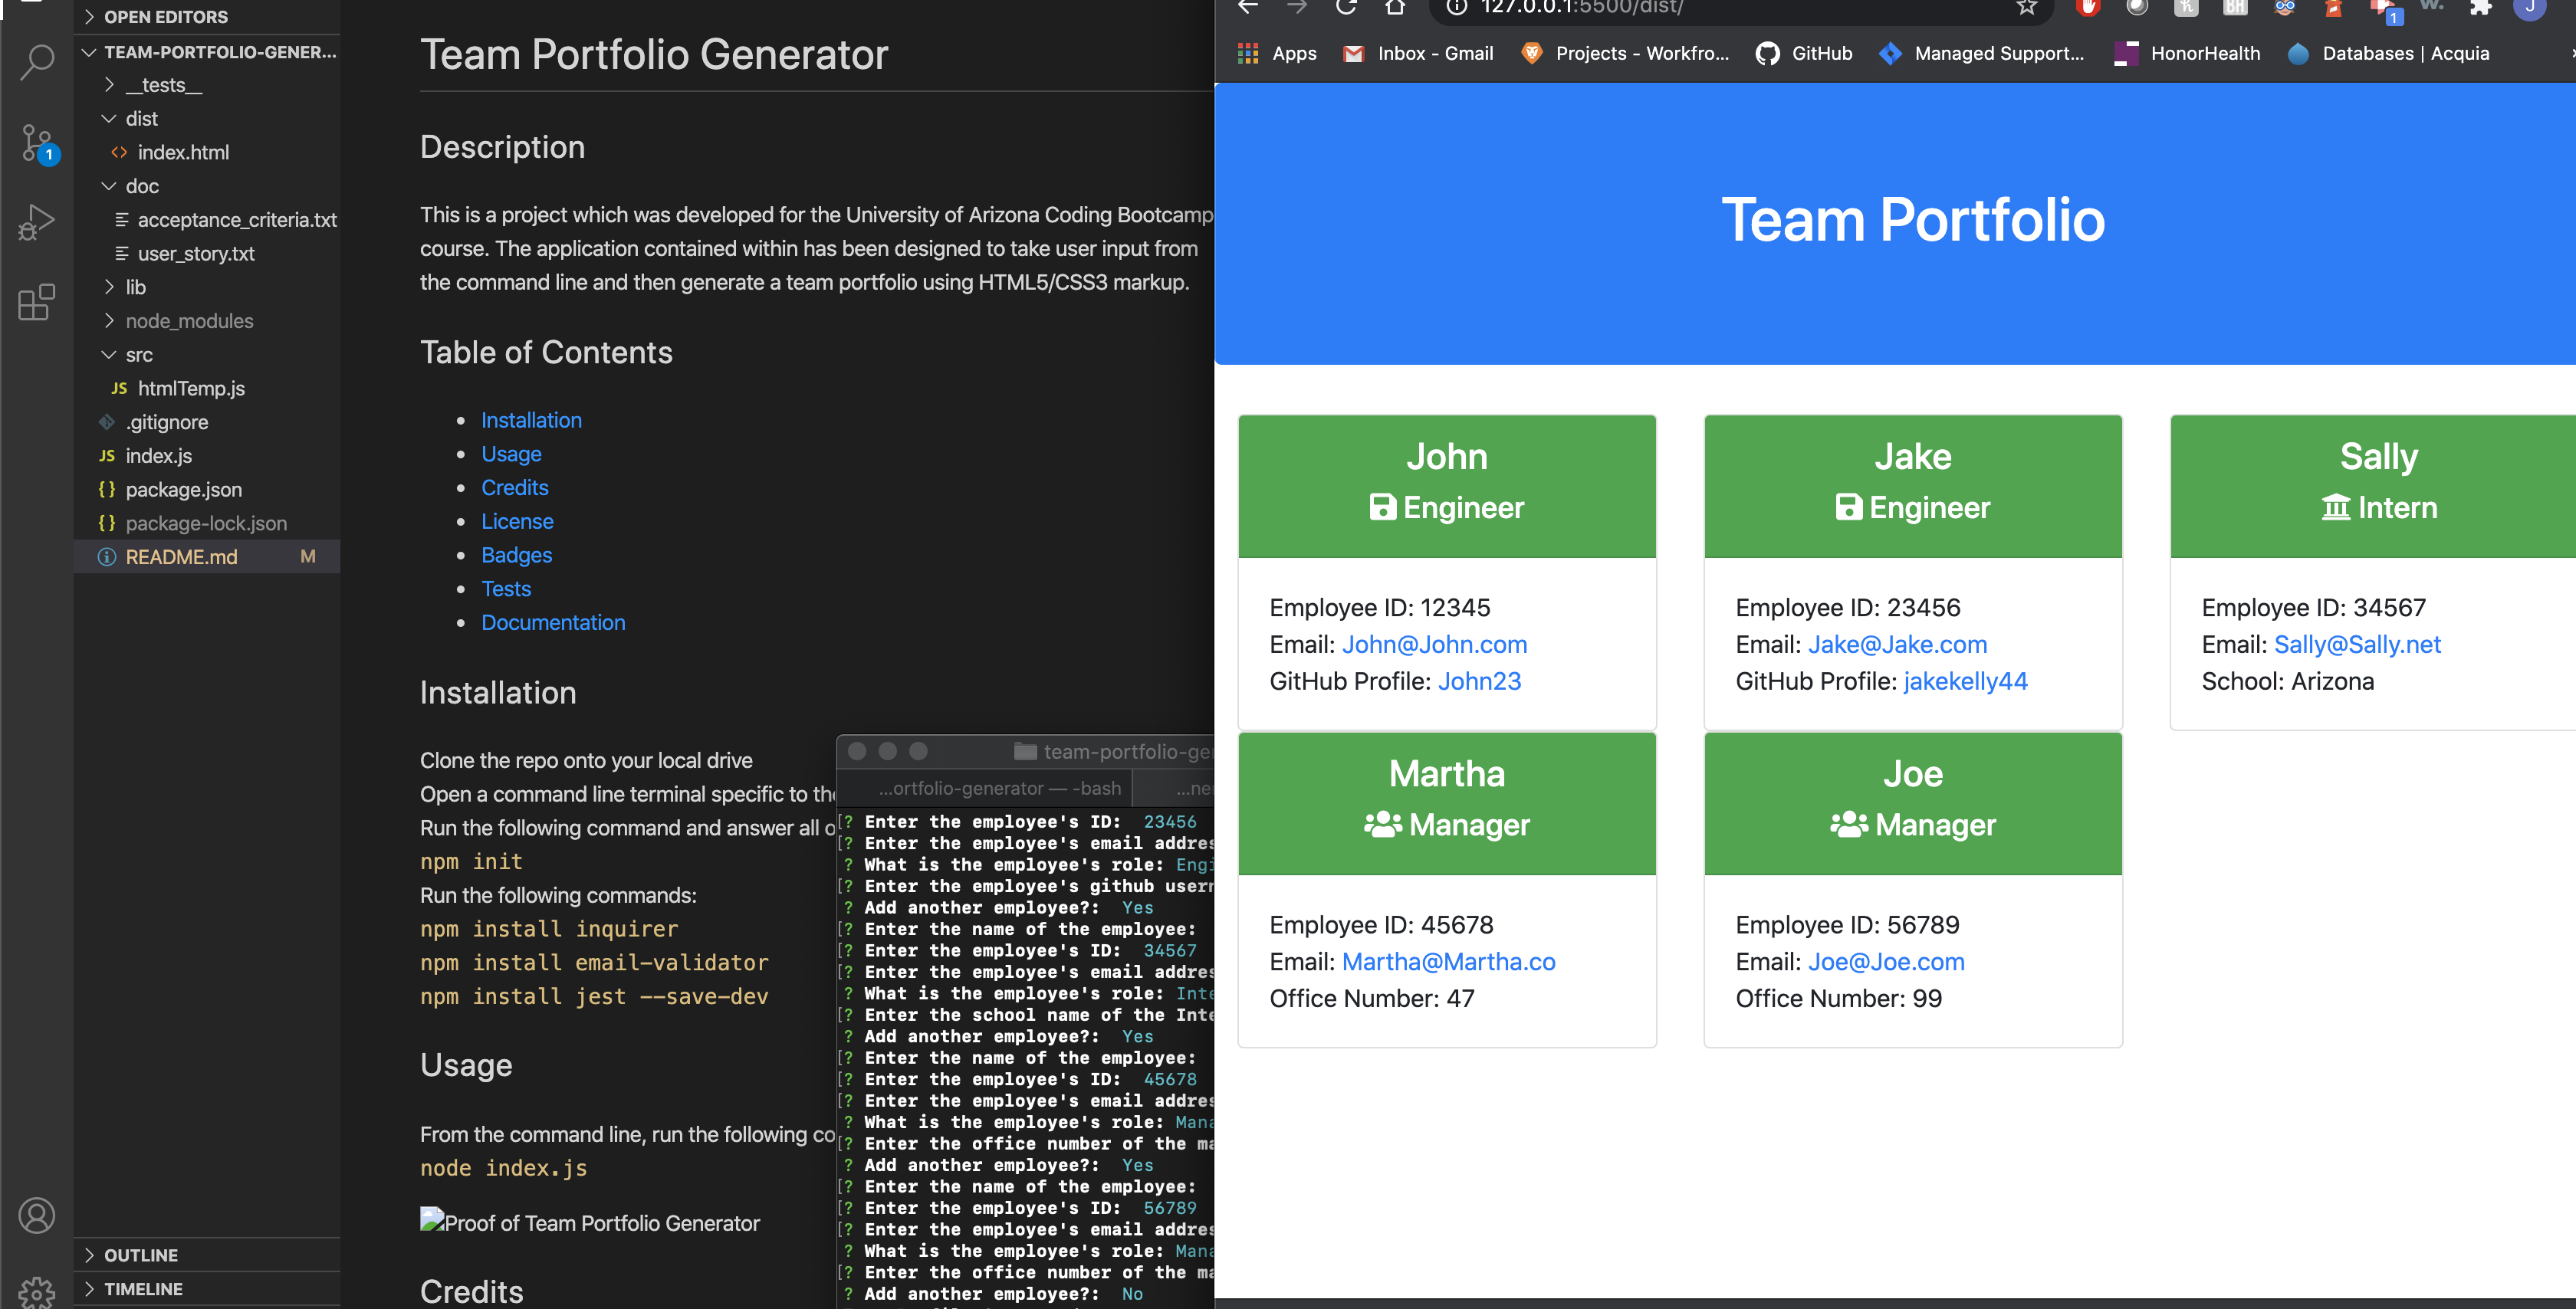 OPEN EDITORS
TEAM-PORTFOLIO-GENER...
__tests__
dist
index.html
doc
acceptance_criteria.txt
user_story.txt
lib
node_modules
src
JS htmlTemp.js
.gitignore
JS index.js
{} package.json
{} package-lock.json
README.md M
OUTLINE
TIMELINE
1
Team Portfolio Generator
Description
This is a project which was developed for the University of Arizona Coding Bootcamp
course. The application contained within has been designed to take user input from
the command line and then generate a team portfolio using HTML5/CSS3 markup.
Table of Contents
• Installation
• Usage
• Credits
• License
• Badges
• Tests
• Documentation
Installation
Clone the repo onto your local drive
Open a command line terminal specific to the
Run the following command and answer all o
npm init
Run the following commands:
npm install inquirer
npm install email-validator
npm install jest --save-dev
Usage
From the command line, run the following co
node index.js
Proof of Team Portfolio Generator
Credits
team-portfolio-ge
...ortfolio-generator — -bash ...ne
[? Enter the employee's ID: 23456
[? Enter the employee's email addres
? What is the employee's role: Engi
[? Enter the employee's github usern
? Add another employee?: Yes
[? Enter the name of the employee:
[? Enter the employee's ID: 34567
[? Enter the employee's email addres
? What is the employee's role: Inte
[? Enter the school name of the Inte
? Add another employee?: Yes
[? Enter the name of the employee:
[? Enter the employee's ID: 45678
[? Enter the employee's email addres
? What is the employee's role: Mana
[? Enter the office number of the ma
? Add another employee?: Yes
[? Enter the name of the employee:
[? Enter the employee's ID: 56789
[? Enter the employee's email addres
? What is the employee's role: Mana
[? Enter the office number of the ma
? Add another employee?: No
127.0.0.1:5500/dist/
BH
1
w.
J
Apps Inbox - Gmail Projects - Workfro... GitHub Managed Support... HonorHealth Databases | Acquia
Team Portfolio
John
Engineer
Employee ID: 12345
Email: John@John.com
GitHub Profile: John23
Jake
Engineer
Employee ID: 23456
Email: Jake@Jake.com
GitHub Profile: jakekelly44
Sally
Intern
Employee ID: 34567
Email: Sally@Sally.net
School: Arizona
Martha
Manager
Employee ID: 45678
Email: Martha@Martha.co
Office Number: 47
Joe
Manager
Employee ID: 56789
Email: Joe@Joe.com
Office Number: 99